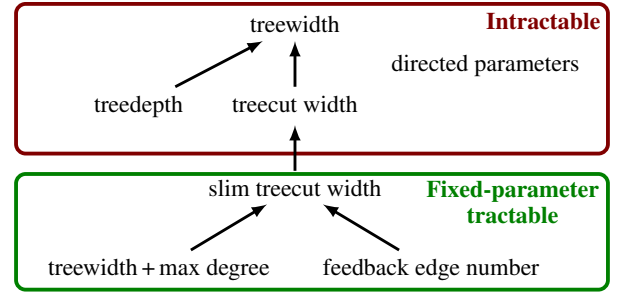 treewidth
Intractable
directed parameters
treedepth
treecut width
slim treecut width
Fixed-parameter
tractable
treewidth + max degree
feedback edge number